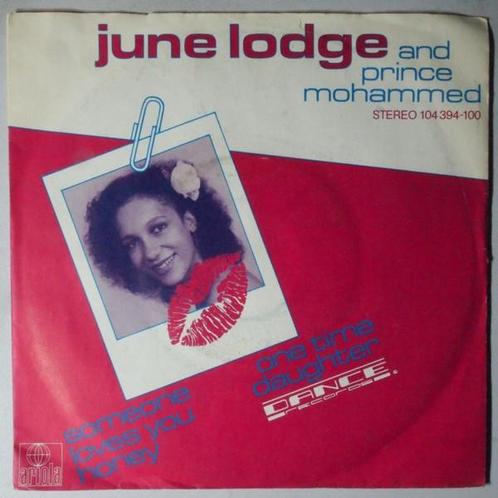 june lodge and
prince
mohammed
STEREO 104 394-100
one time
daughter
DANCE.
records
someone
loves you
honey
ariola